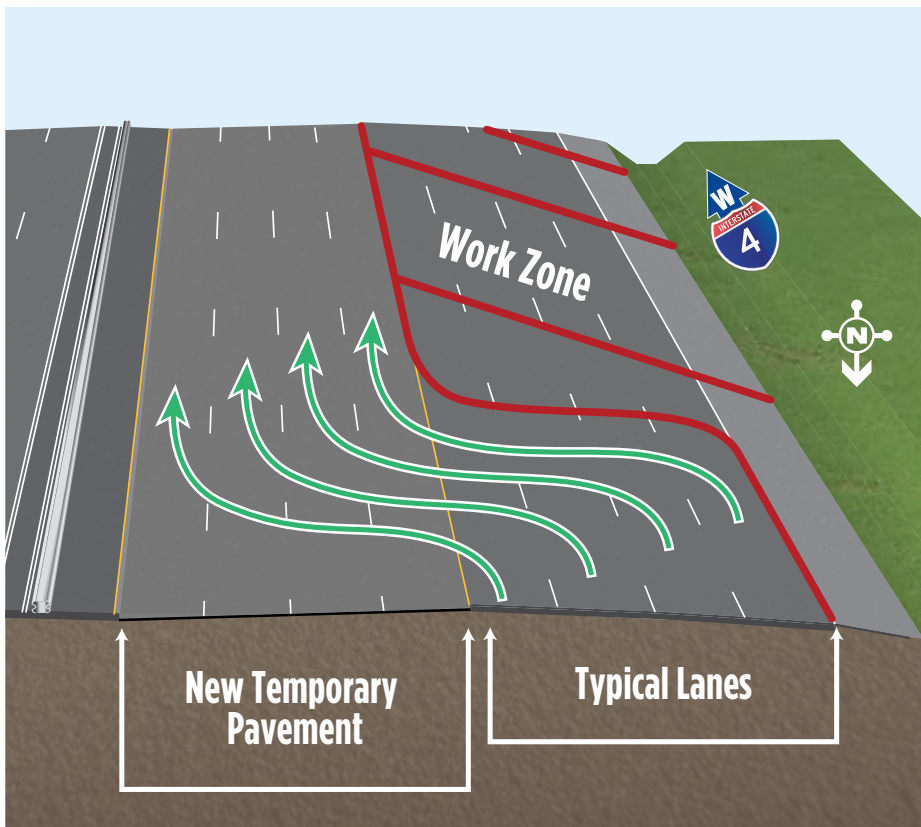 W
INTERSTATE
4
Work Zone
N
New Temporary
Pavement
Typical Lanes